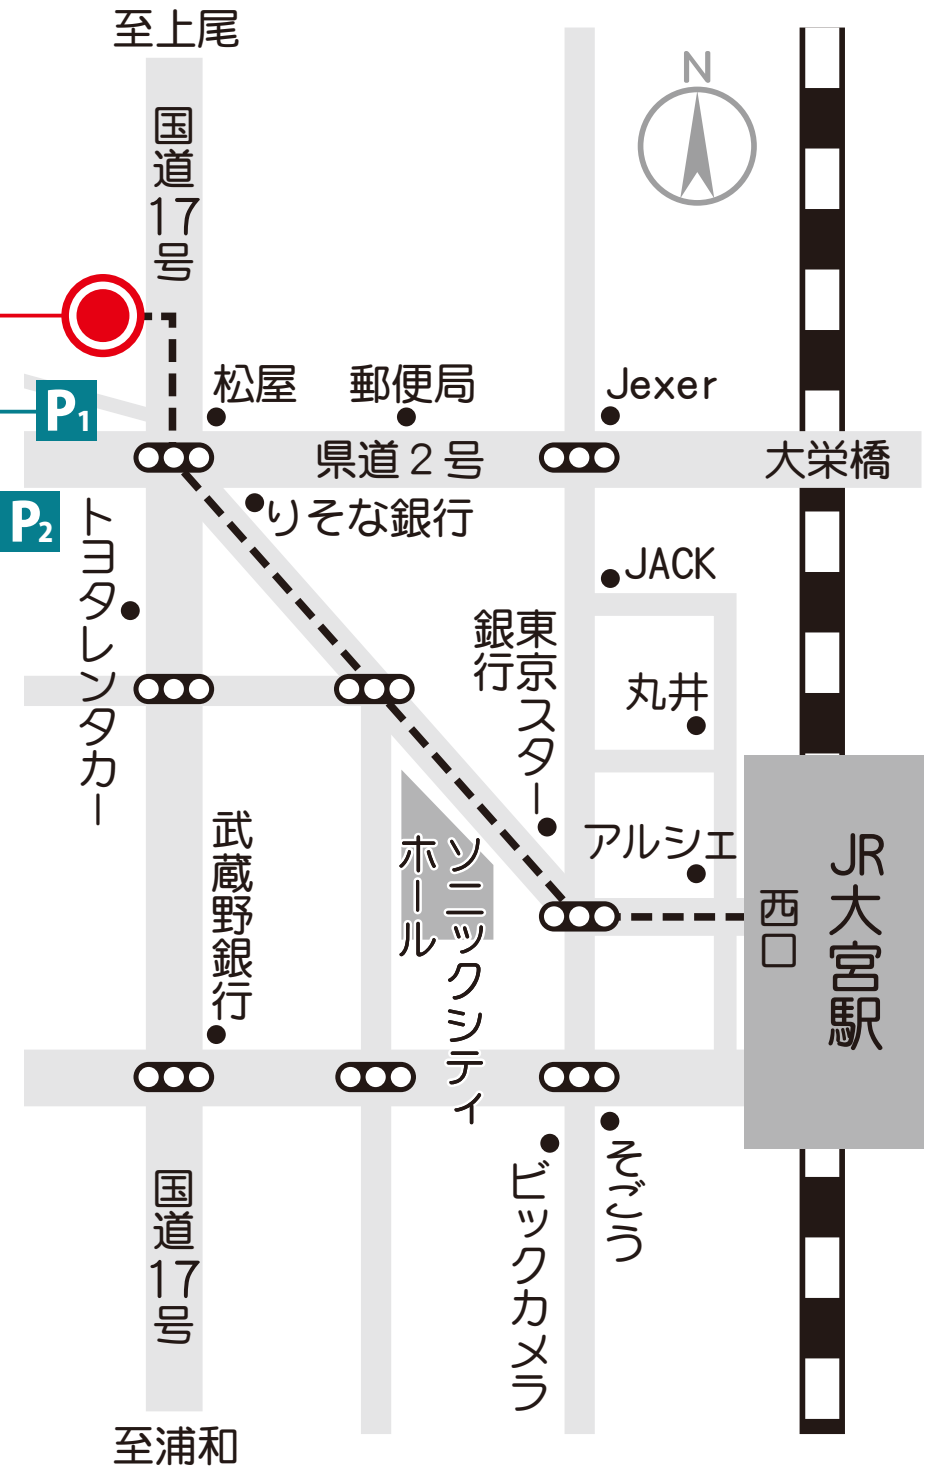 至上尾
N
国道17号
松屋
郵便局
Jexer
P1
県道2号
大栄橋
P2
りそな銀行
トヨタレンタカー
JACK
東京スター
銀行
丸井
武蔵野銀行
ソニックシティ
ホール
アルシェ
JR大宮駅
西口
そごう
ビックカメラ
国道17号
至浦和